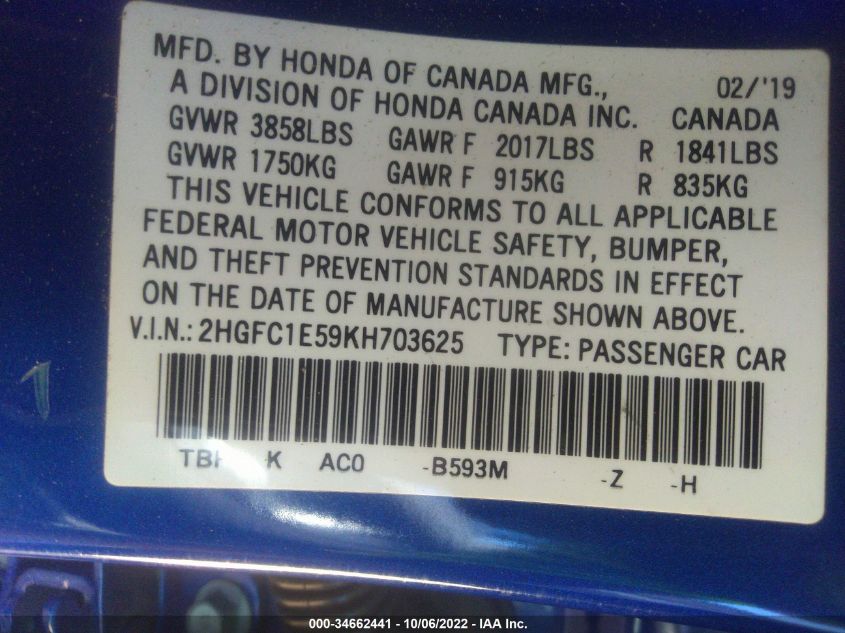 MFD. BY HONDA OF CANADA MFG., 02/'19
A DIVISION OF HONDA CANADA INC. CANADA
GVWR 3858LBS GAWR F 2017LBS R 1841LBS
GVWR 1750KG GAWR F 915KG R 835KG
THIS VEHICLE CONFORMS TO ALL APPLICABLE
FEDERAL MOTOR VEHICLE SAFETY, BUMPER,
AND THEFT PREVENTION STANDARDS IN EFFECT
ON THE DATE OF MANUFACTURE SHOWN ABOVE.
V.I.N.: 2HGFC1E59KH703625 TYPE: PASSENGER CAR
K AC0 -B593M -Z -H
000-34662441 - 10/06/2022 - IAA Inc.